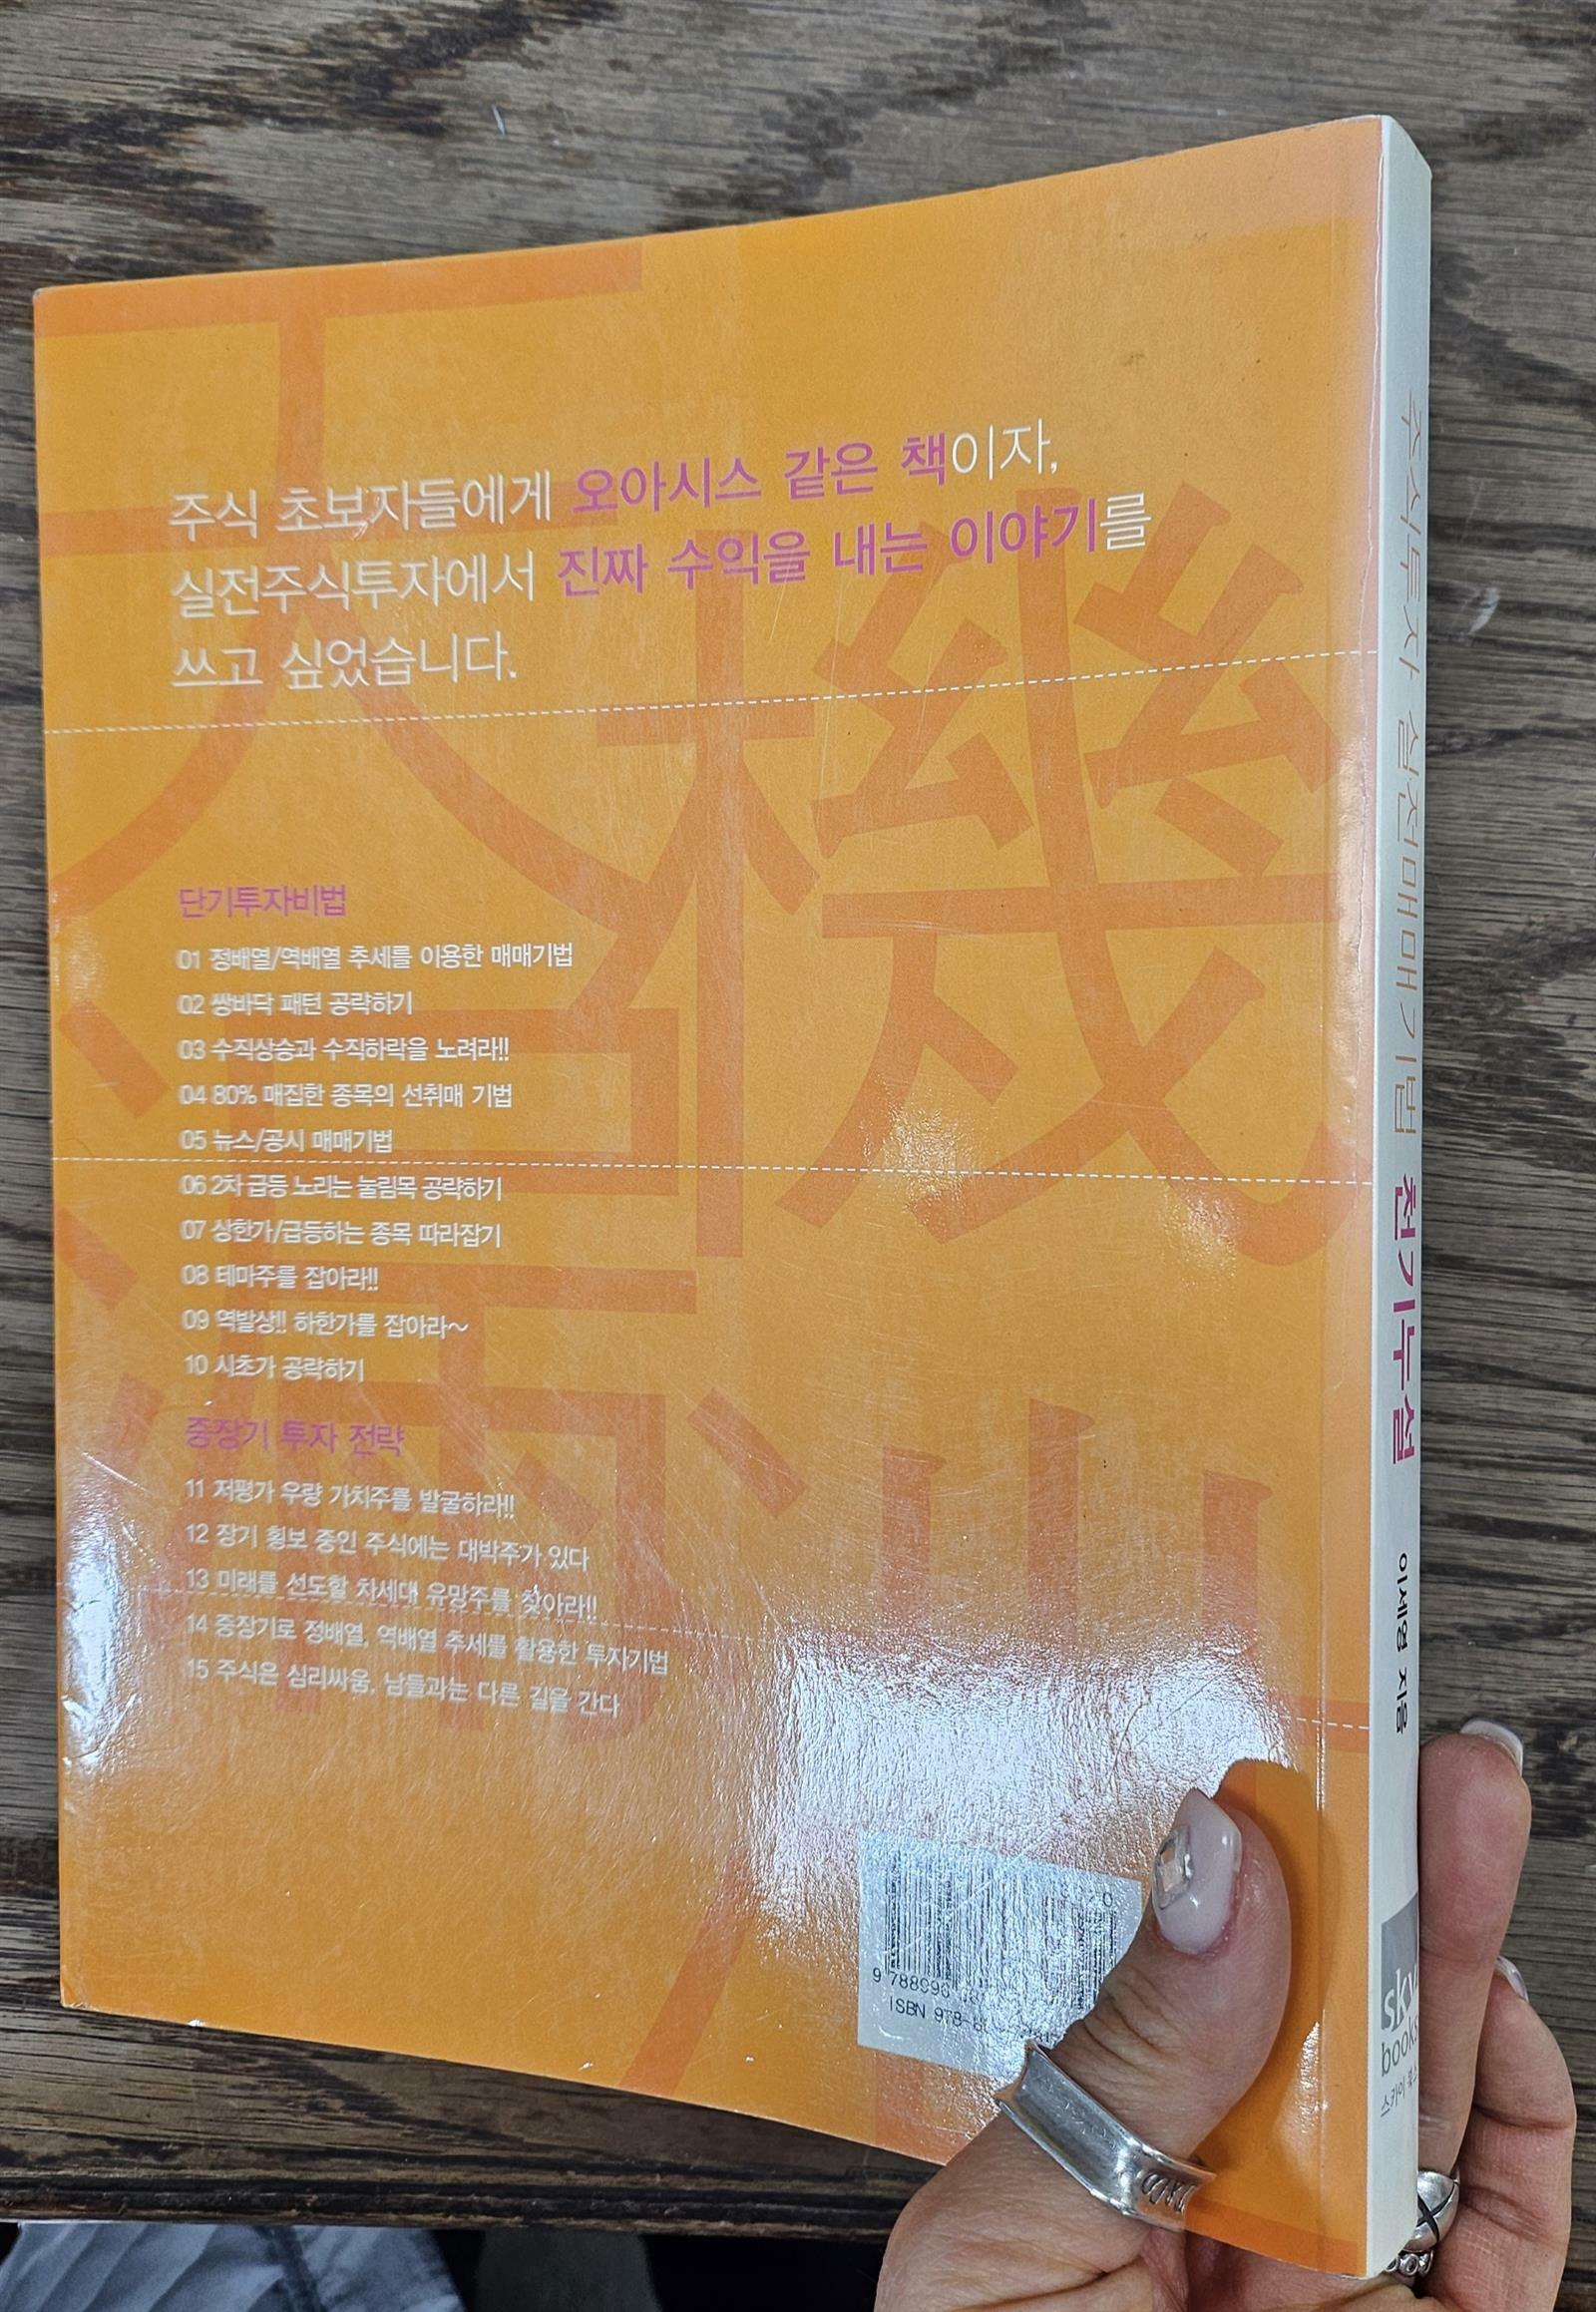 주식 초보자들에게 오아시스 같은 책이자,
실전주식투자에서 진짜 수익을 내는 이야기를
쓰고 싶었습니다.
단기투자비법
01 정배열/역배열 추세를 이용한 매매기법
02 쌍바닥 패턴 공략하기
03 수직상승과 수직하락을 노려라!!
04 80% 매집한 종목의 선취매 기법
05 뉴스/공시 매매기법
06 2차 급등 노리는 눌림목 공략하기
07 상한가/급등하는 종목 따라잡기
08 테마주를 잡아라!!
09 역발상!! 하한가를 잡아라~
10 시초가 공략하기
중장기 투자 전략
11 저평가 우량 가치주를 발굴하라!!
12 장기 횡보 중인 주식에는 대박주가 있다
13 미래를 선도할 차세대 유망주를 찾아라!!
14 중장기로 정배열, 역배열 추세를 활용한 투자기법
15 주식은 심리싸움, 남들과는 다른 길을 간다
天機漏泄
ISBN
주식투자 실전매매기법 천기누설
이세영 지음
sky
books
스카이 북스